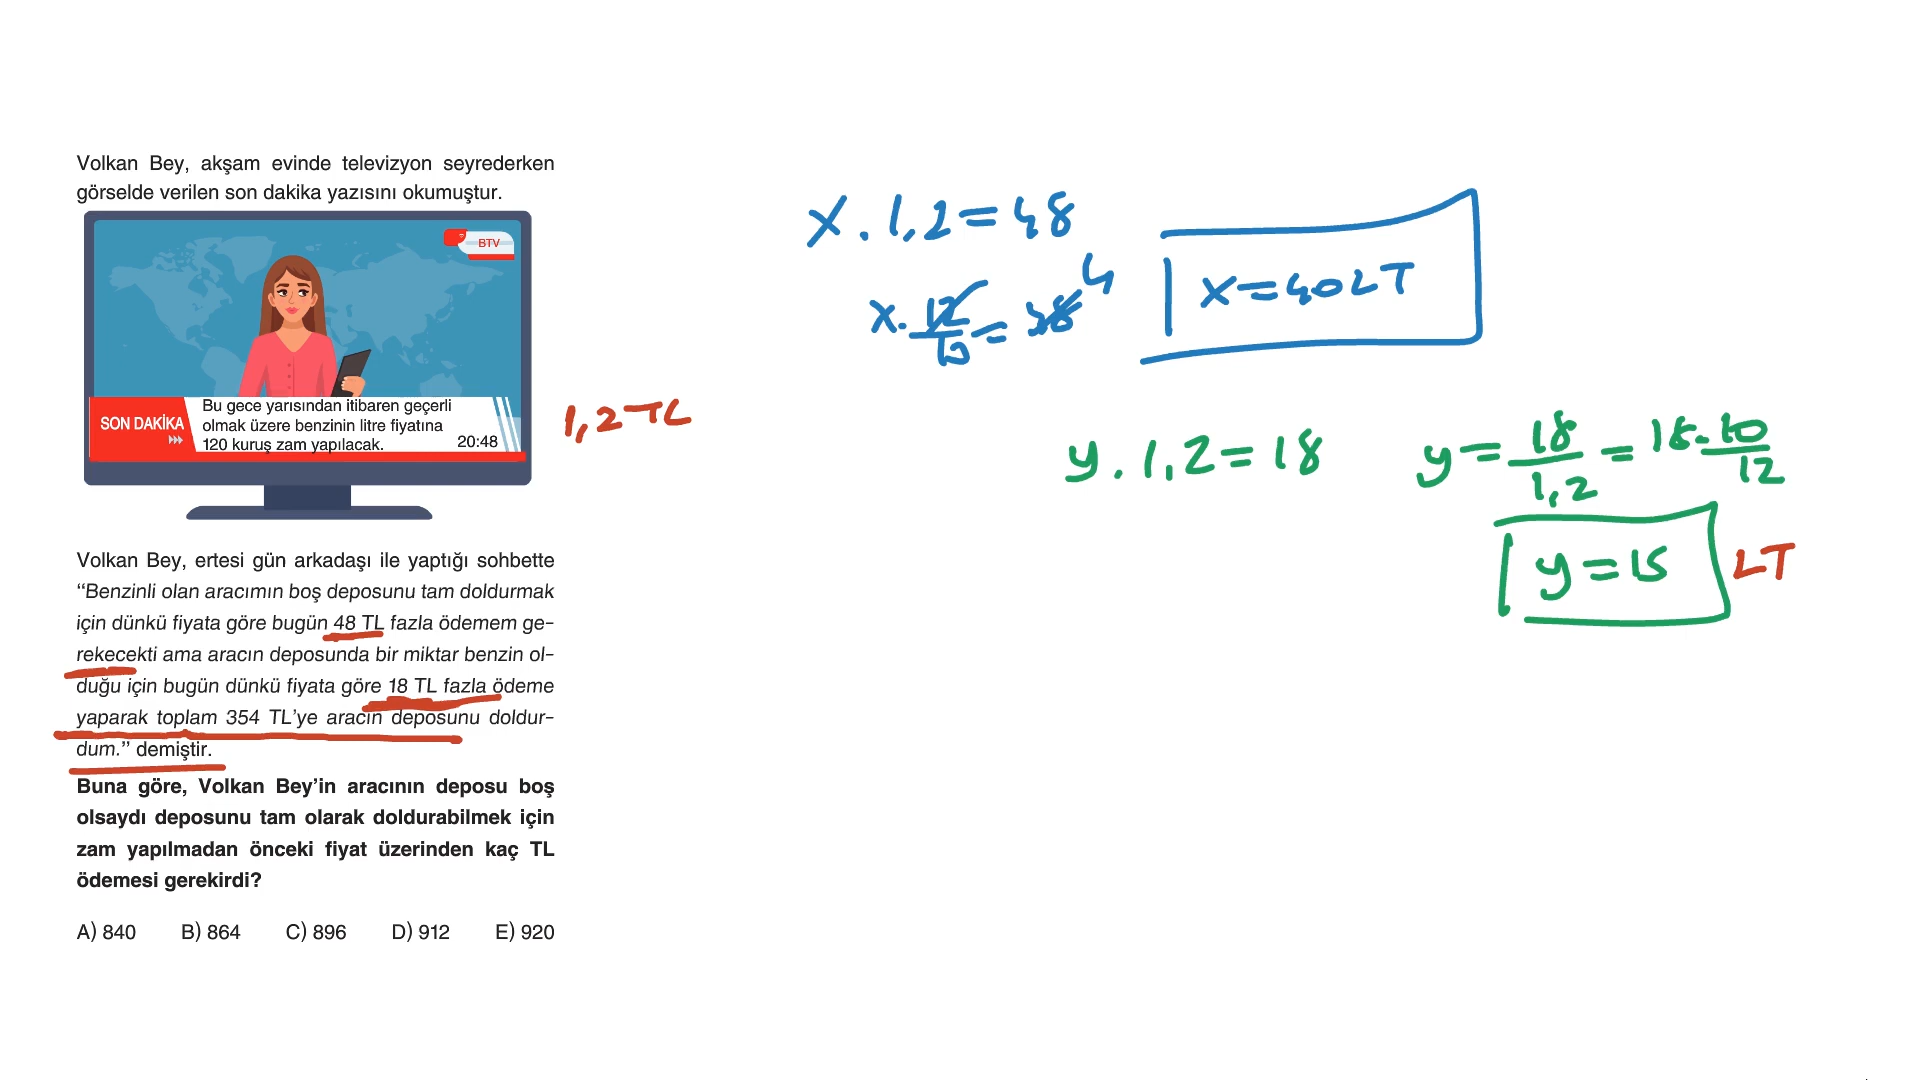 Volkan Bey, akşam evinde televizyon seyrederken
görselde verilen son dakika yazısını okumuştur.
BTV
SON DAKİKA
Bu gece yarısından itibaren geçerli
olmak üzere benzinin litre fiyatına
120 kuruş zam yapılacak.
20:48
1,2 TL
Volkan Bey, ertesi gün arkadaşı ile yaptığı sohbette
“Benzinli olan aracımın boş deposunu tam doldurmak
için dünkü fiyata göre bugün 48 TL fazla ödemem ge-
rekecekti ama aracın deposunda bir miktar benzin ol-
duğu için bugün dünkü fiyata göre 18 TL fazla ödeme
yaparak toplam 354 TL’ye aracın deposunu doldur-
dum.” demiştir.
Buna göre, Volkan Bey’in aracının deposu boş
olsaydı deposunu tam olarak doldurabilmek için
zam yapılmadan önceki fiyat üzerinden kaç TL
ödemesi gerekirdi?
A) 840 B) 864 C) 896 D) 912 E) 920
x . 1,2 = 48
x . 12/10 = 48 4
x = 40 LT
y . 1,2 = 18
y = 18/1,2 = 18 . 10/12
y = 15 LT